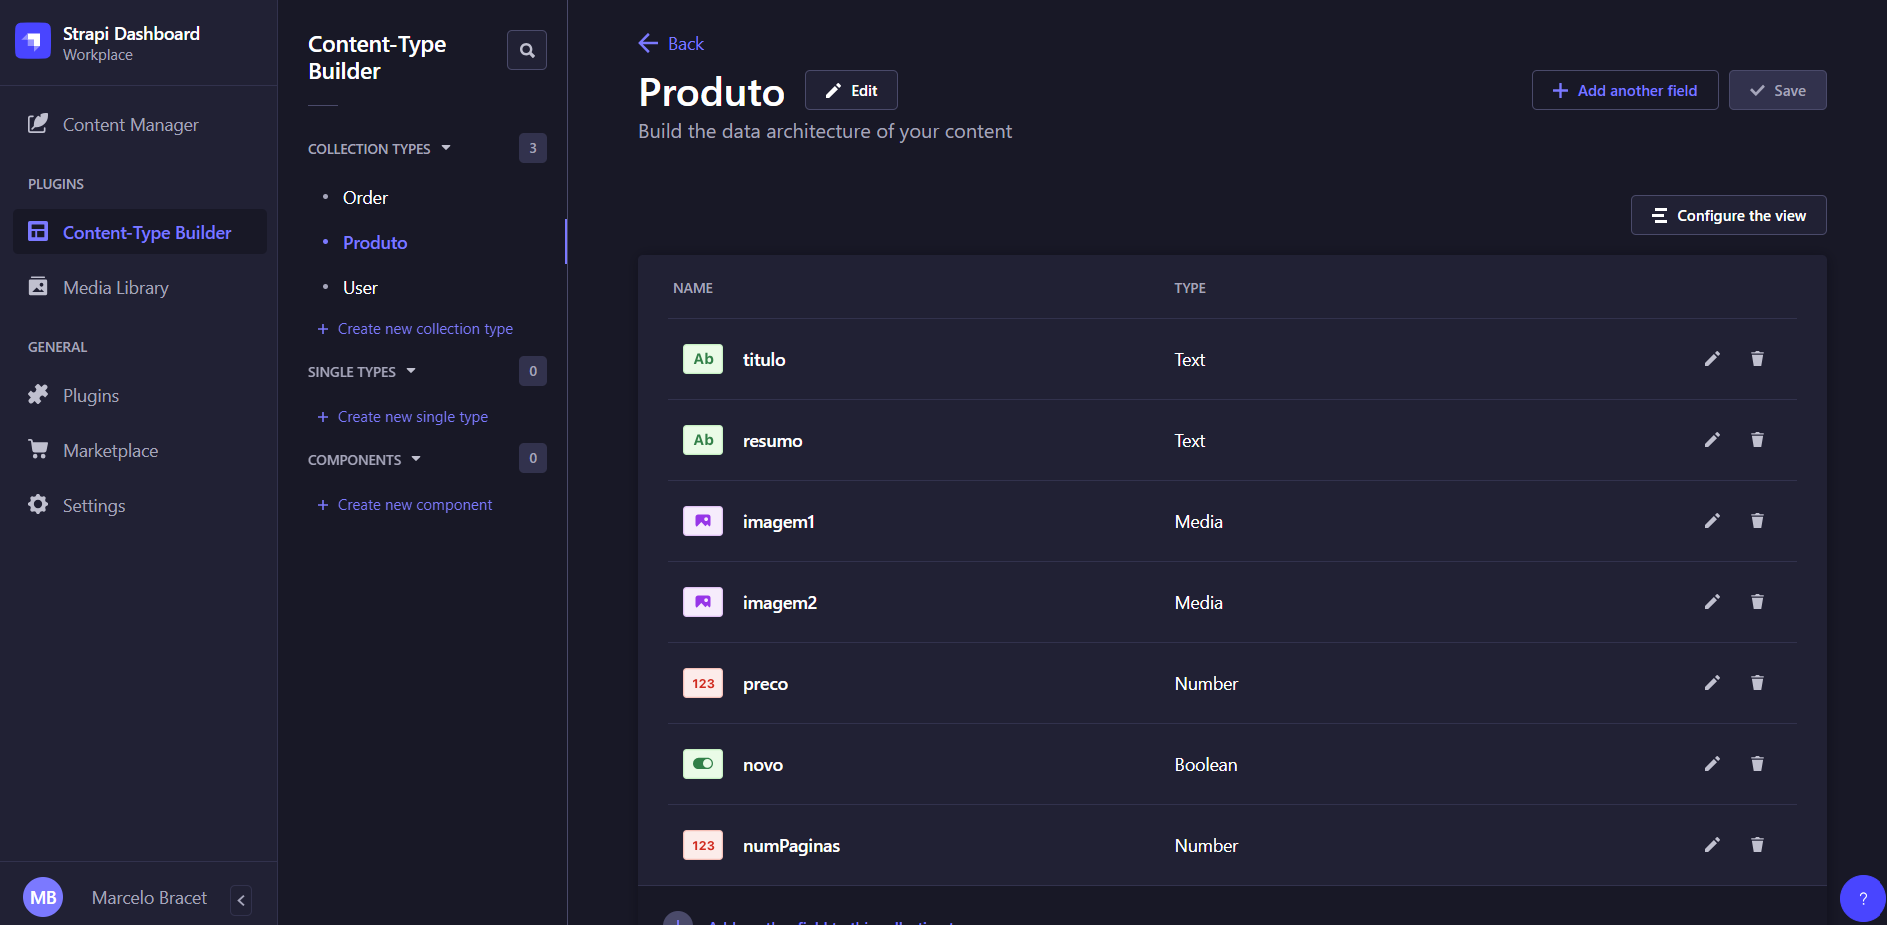 Strapi Dashboard
Workplace
Content Manager
PLUGINS
Content-Type Builder
Media Library
GENERAL
Plugins
Marketplace
Settings
MB
Marcelo Bracet
Content-Type
Builder
COLLECTION TYPES
3
Order
Produto
User
Create new collection type
SINGLE TYPES
0
Create new single type
COMPONENTS
0
Create new component
Back
Produto
Edit
Add another field
Save
Build the data architecture of your content
Configure the view
NAME
TYPE
Ab
titulo
Text
Ab
resumo
Text
imagem1
Media
imagem2
Media
123
preco
Number
novo
Boolean
123
numPaginas
Number
?